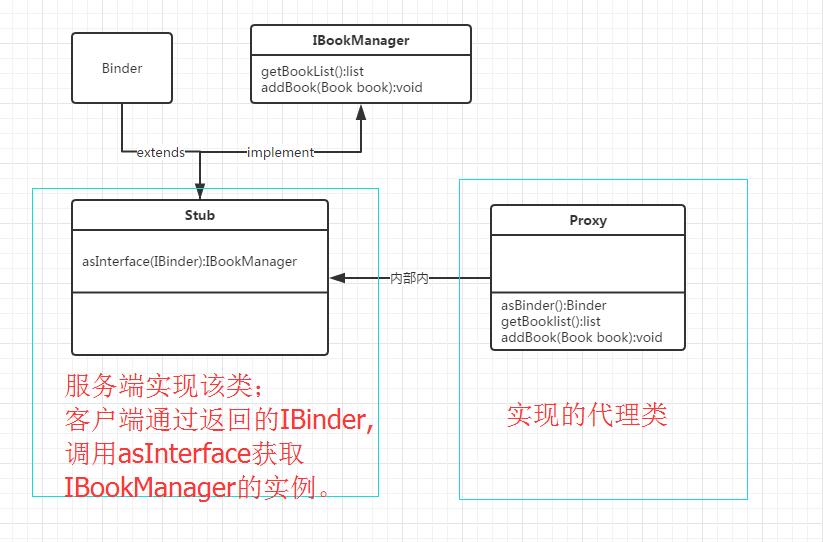 Binder
IBookManager
getBookList():list
addBook(Book book):void
extends
implement
Stub
asInterface(IBinder):IBookManager
内部内
Proxy
asBinder():Binder
getBooklist():list
addBook(Book book):void
服务端实现该类；
客户端通过返回的IBinder,
调用asInterface获取
IBookManager的实例。
实现的代理类